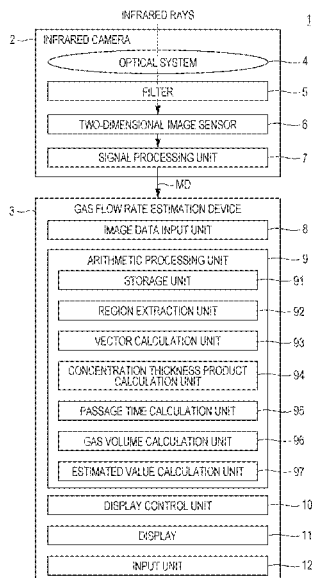 INFRARED RAYS
1
2
INFRARED CAMERA
OPTICAL SYSTEM
4
FILTER
5
TWO-DIMENSIONAL IMAGE SENSOR
6
SIGNAL PROCESSING UNIT
7
MD
3
GAS FLOW RATE ESTIMATION DEVICE
IMAGE DATA INPUT UNIT
8
ARITHMETIC PROCESSING UNIT
9
STORAGE UNIT
91
REGION EXTRACTION UNIT
92
VECTOR CALCULATION UNIT
93
CONCENTRATION THICKNESS PRODUCT
CALCULATION UNIT
94
PASSAGE TIME CALCULATION UNIT
95
GAS VOLUME CALCULATION UNIT
96
ESTIMATED VALUE CALCULATION UNIT
97
DISPLAY CONTROL UNIT
10
DISPLAY
11
INPUT UNIT
12